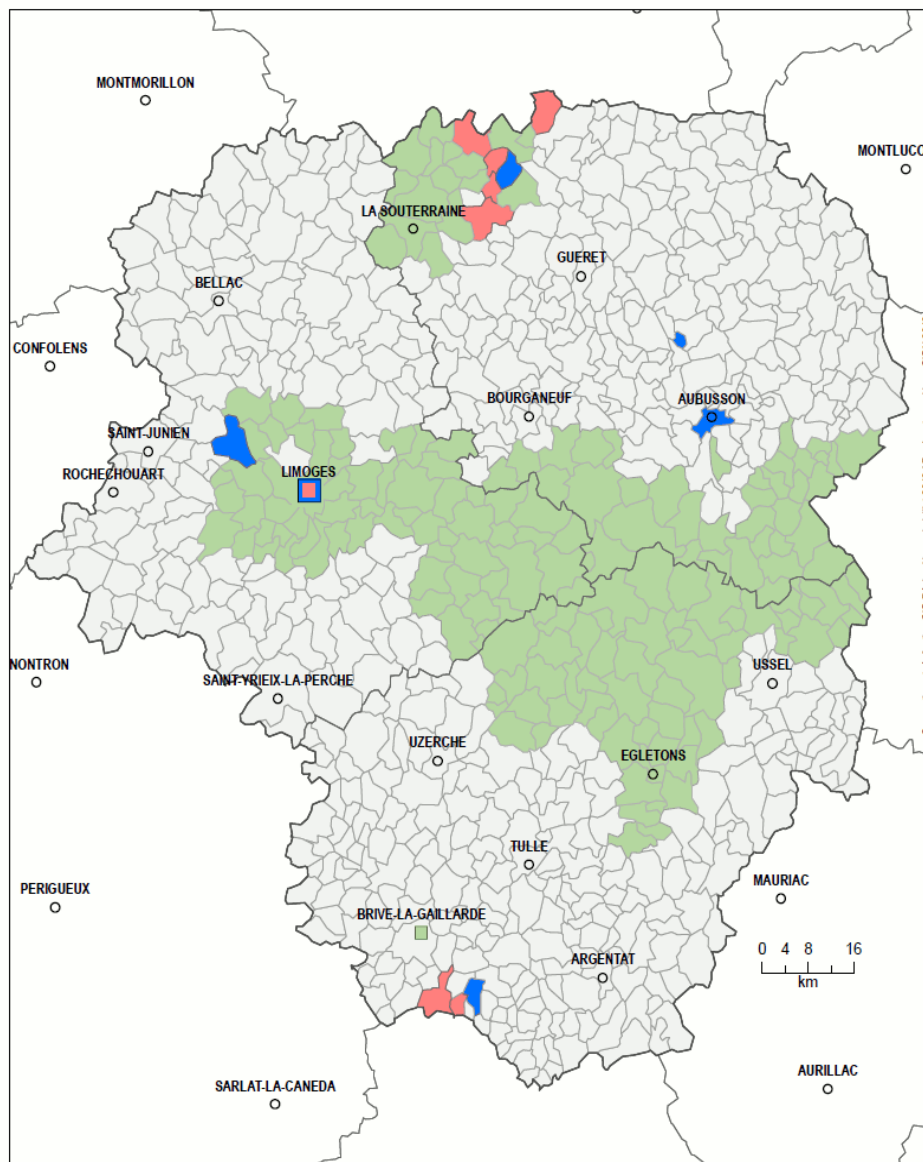 MONTMORILLON
MONTLUCC
LA SOUTERRAINE
GUERET
BELLAC
CONFOLENS
BOURGANEUF
AUBUSSON
SAINT-JUNIEN
ROCHECHOUART
LIMOGES
NONTRON
SAINT-YRIEIX-LA-PERCHE
USSEL
UZERCHE
EGLETONS
TULLE
MAURIAC
PERIGUEUX
BRIVE-LA-GAILLARDE
0 4 8 16
km
ARGENTAT
AURILLAC
SARLAT-LA-CANEDA